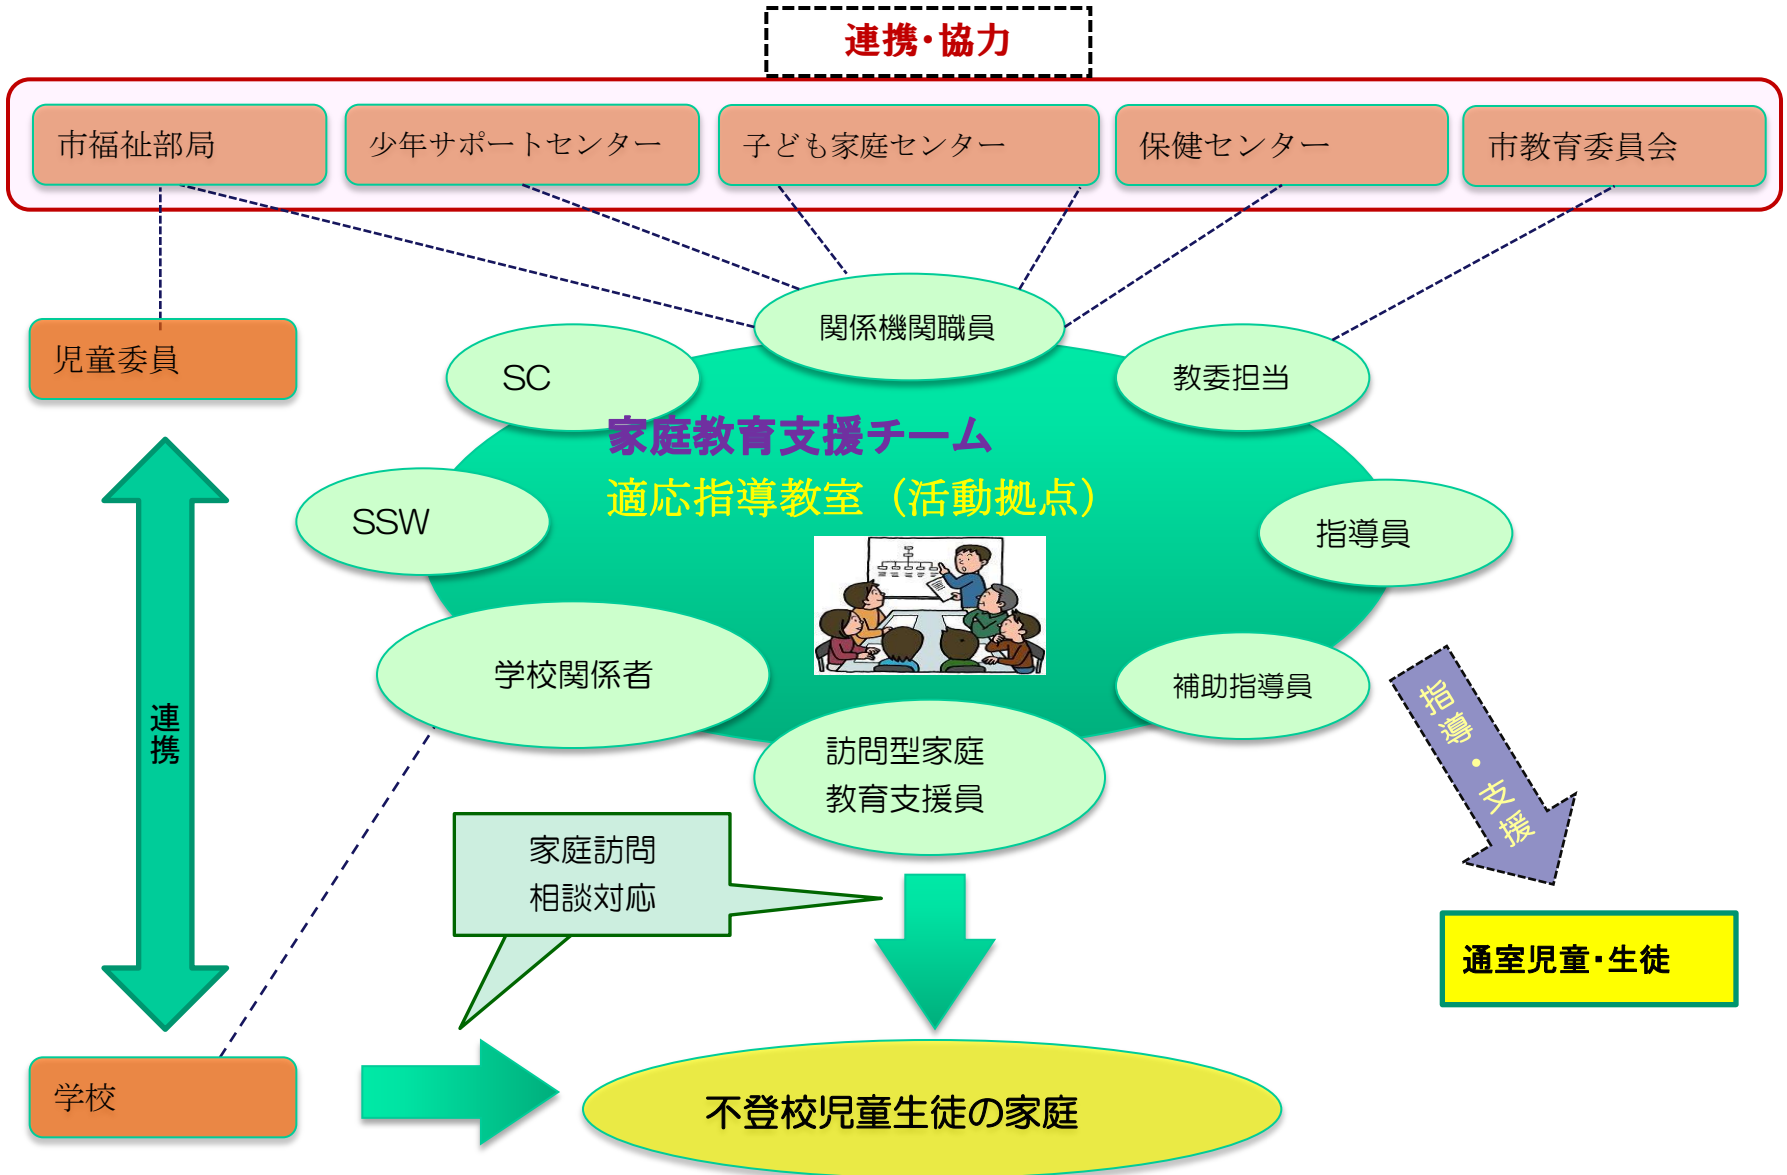 連携・協力
市福祉部局
少年サポートセンター
子ども家庭センター
保健センター
市教育委員会
関係機関職員
児童委員
SC
教委担当
家庭教育支援チーム
適応指導教室（活動拠点）
SSW
指導員
学校関係者
補助指導員
連携
指導・支援
訪問型家庭
教育支援員
家庭訪問
相談対応
通室児童・生徒
学校
不登校児童生徒の家庭